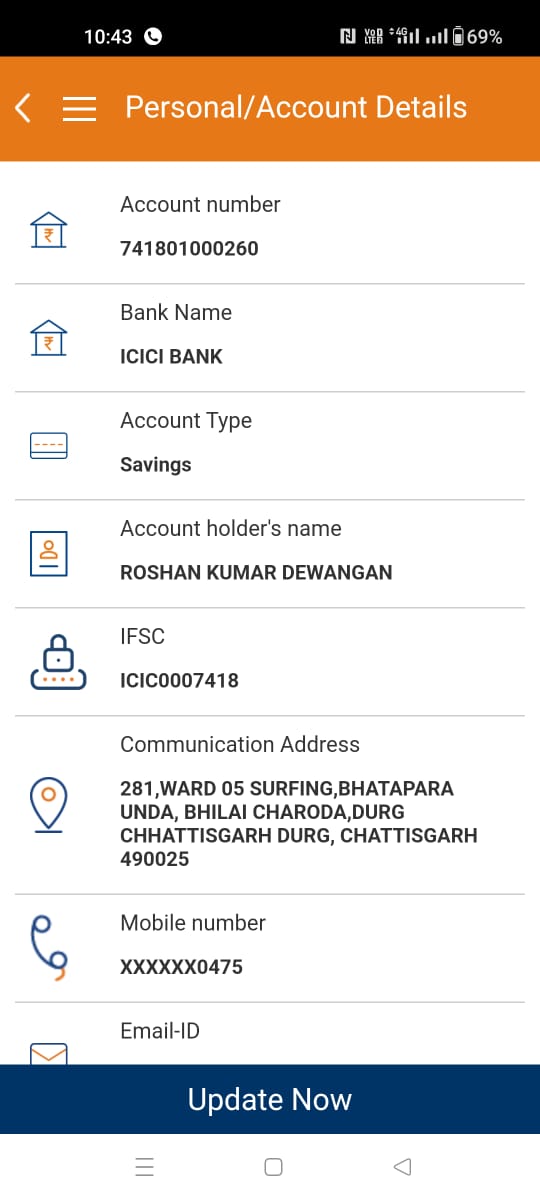 10:43
VoD LTE2 4G 69%
Personal/Account Details
Account number
741801000260
Bank Name
ICICI BANK
Account Type
Savings
Account holder's name
ROSHAN KUMAR DEWANGAN
IFSC
ICIC0007418
Communication Address
281,WARD 05 SURFING,BHATAPARA
UNDA, BHILAI CHARODA,DURG
CHHATTISGARH DURG, CHATTISGARH
490025
Mobile number
XXXXXX0475
Email-ID
Update Now